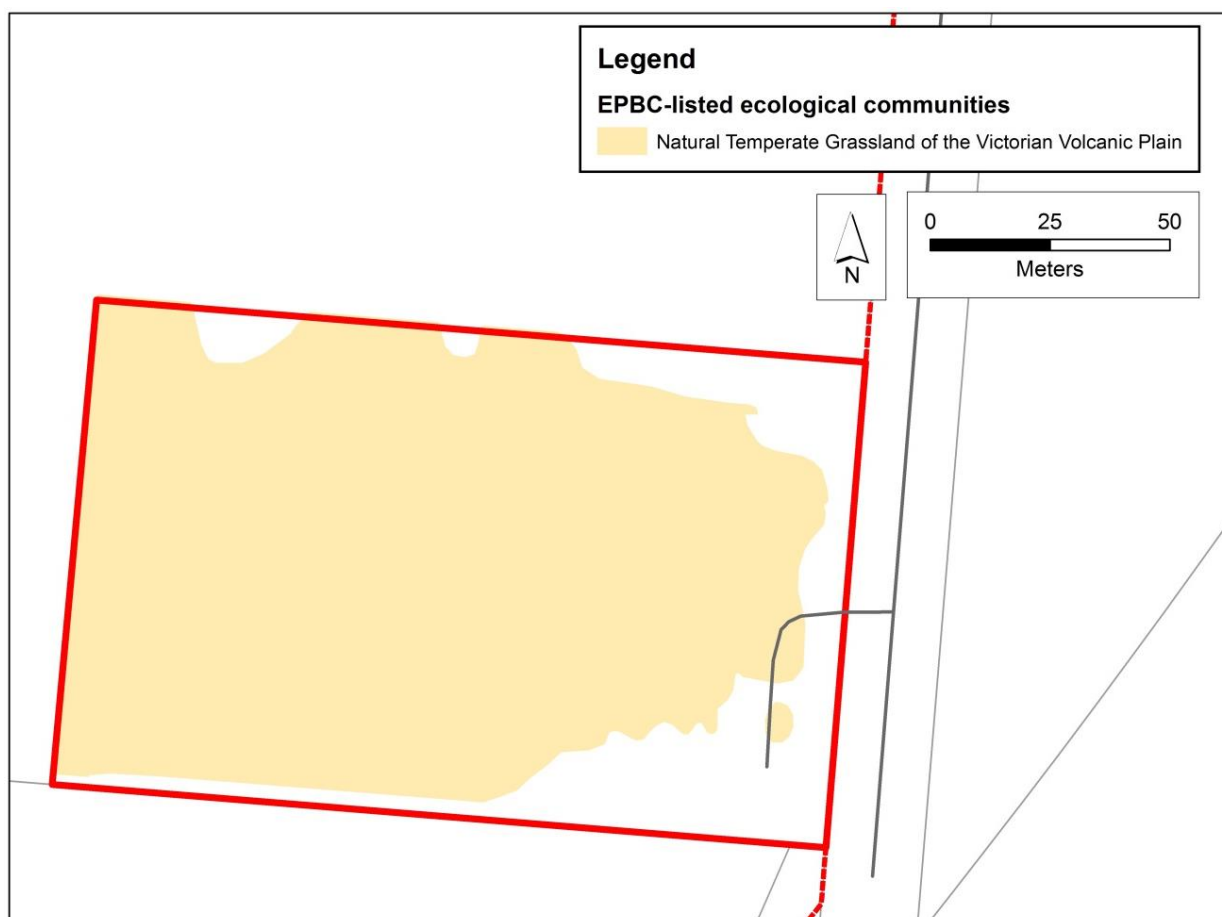 Legend
EPBC-listed ecological communities
Natural Temperate Grassland of the Victorian Volcanic Plain
N
0 25 50
Meters